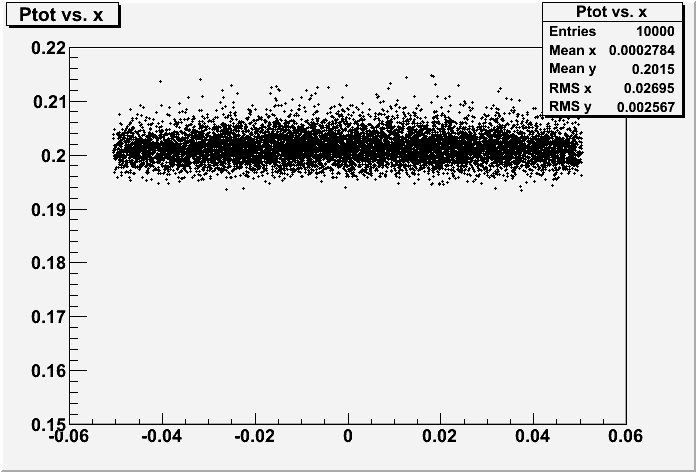 Ptot vs. x
Ptot vs. x
Entries 10000
Mean x 0.0002784
Mean y 0.2015
RMS x 0.02695
RMS y 0.002567
0.22
0.21
0.2
0.19
0.18
0.17
0.16
0.15
-0.06 -0.04 -0.02 0 0.02 0.04 0.06